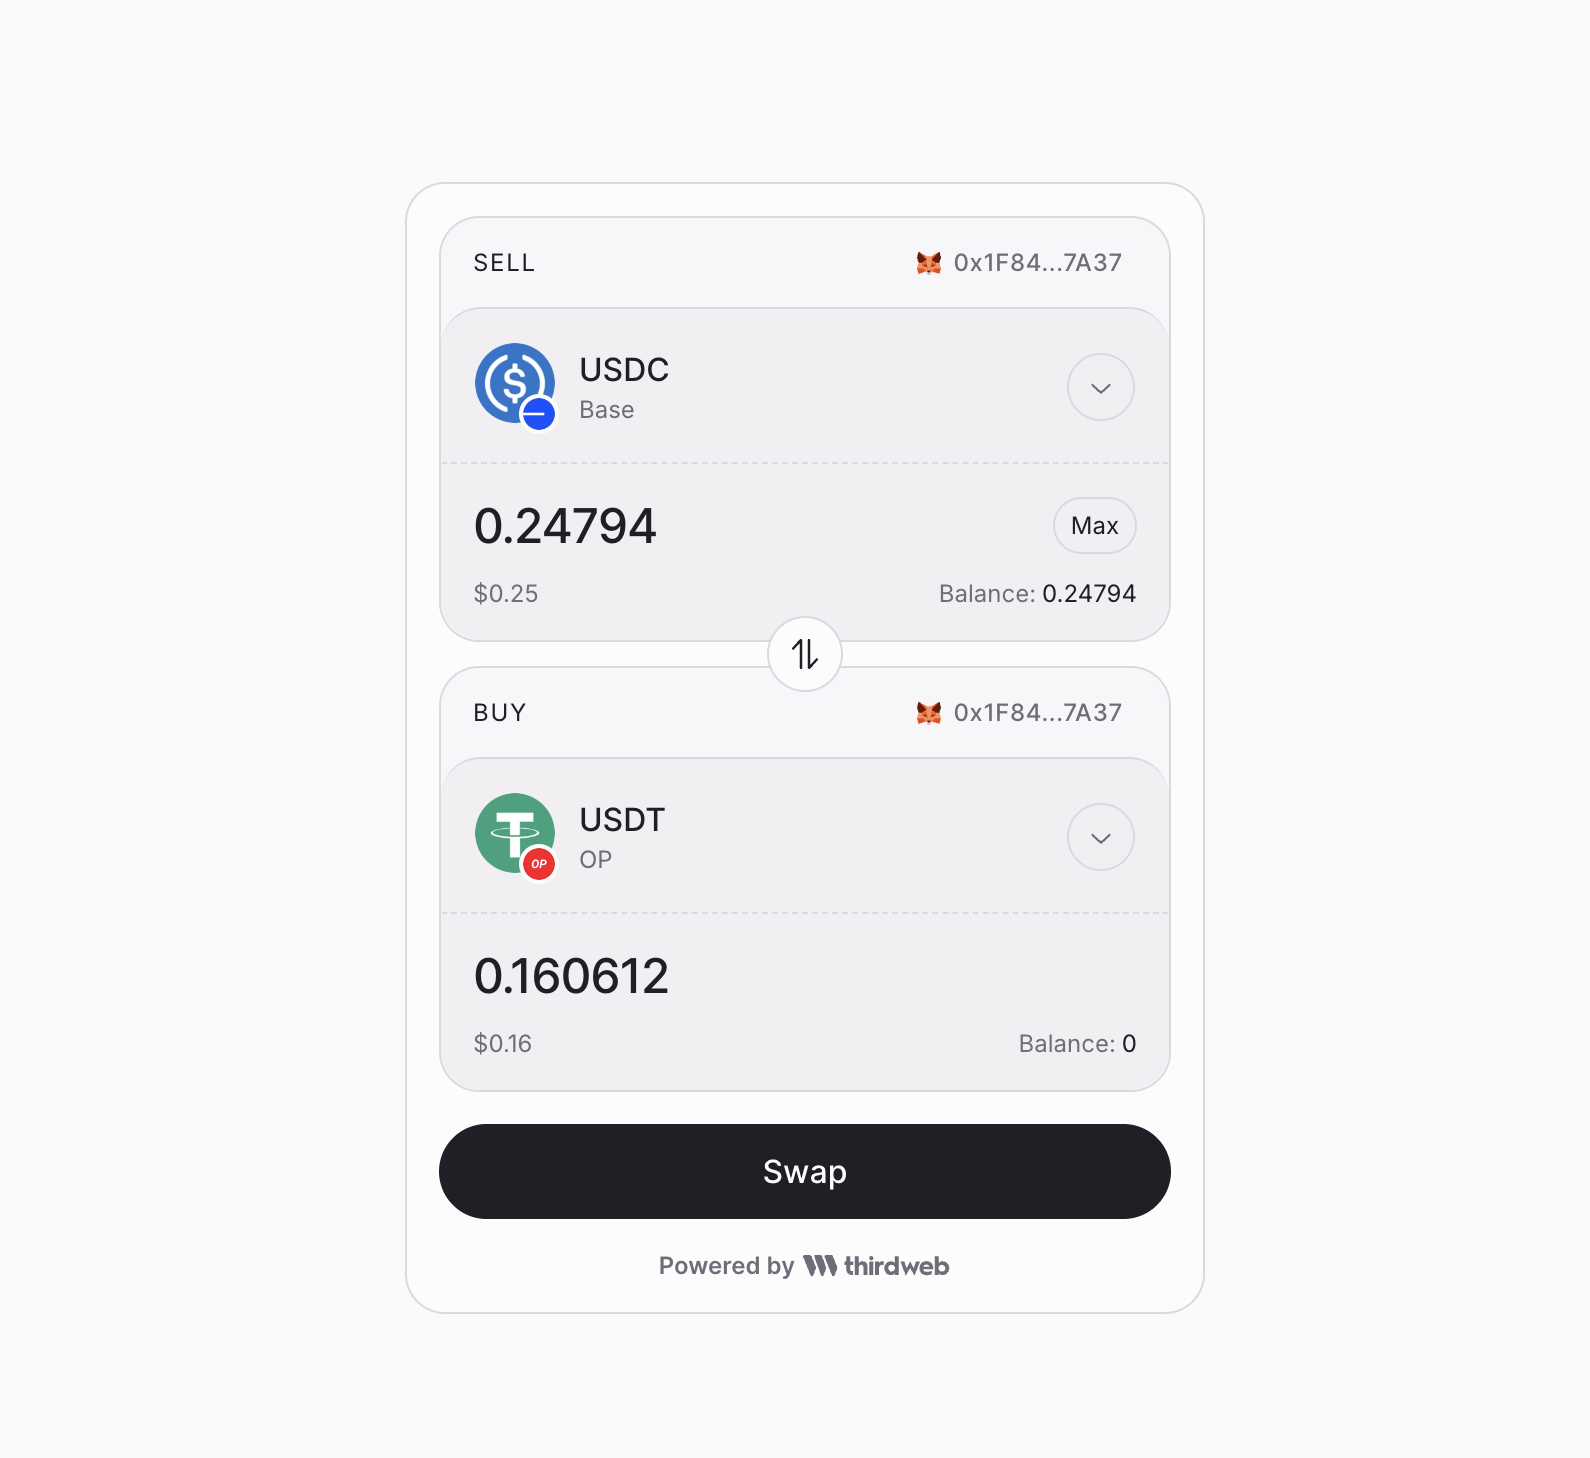 SELL 0x1F84...7A37
USDC
Base
0.24794 Max
$0.25 Balance: 0.24794
BUY 0x1F84...7A37
USDT
OP
OP
0.160612
$0.16 Balance: 0
Swap
Powered by thirdweb